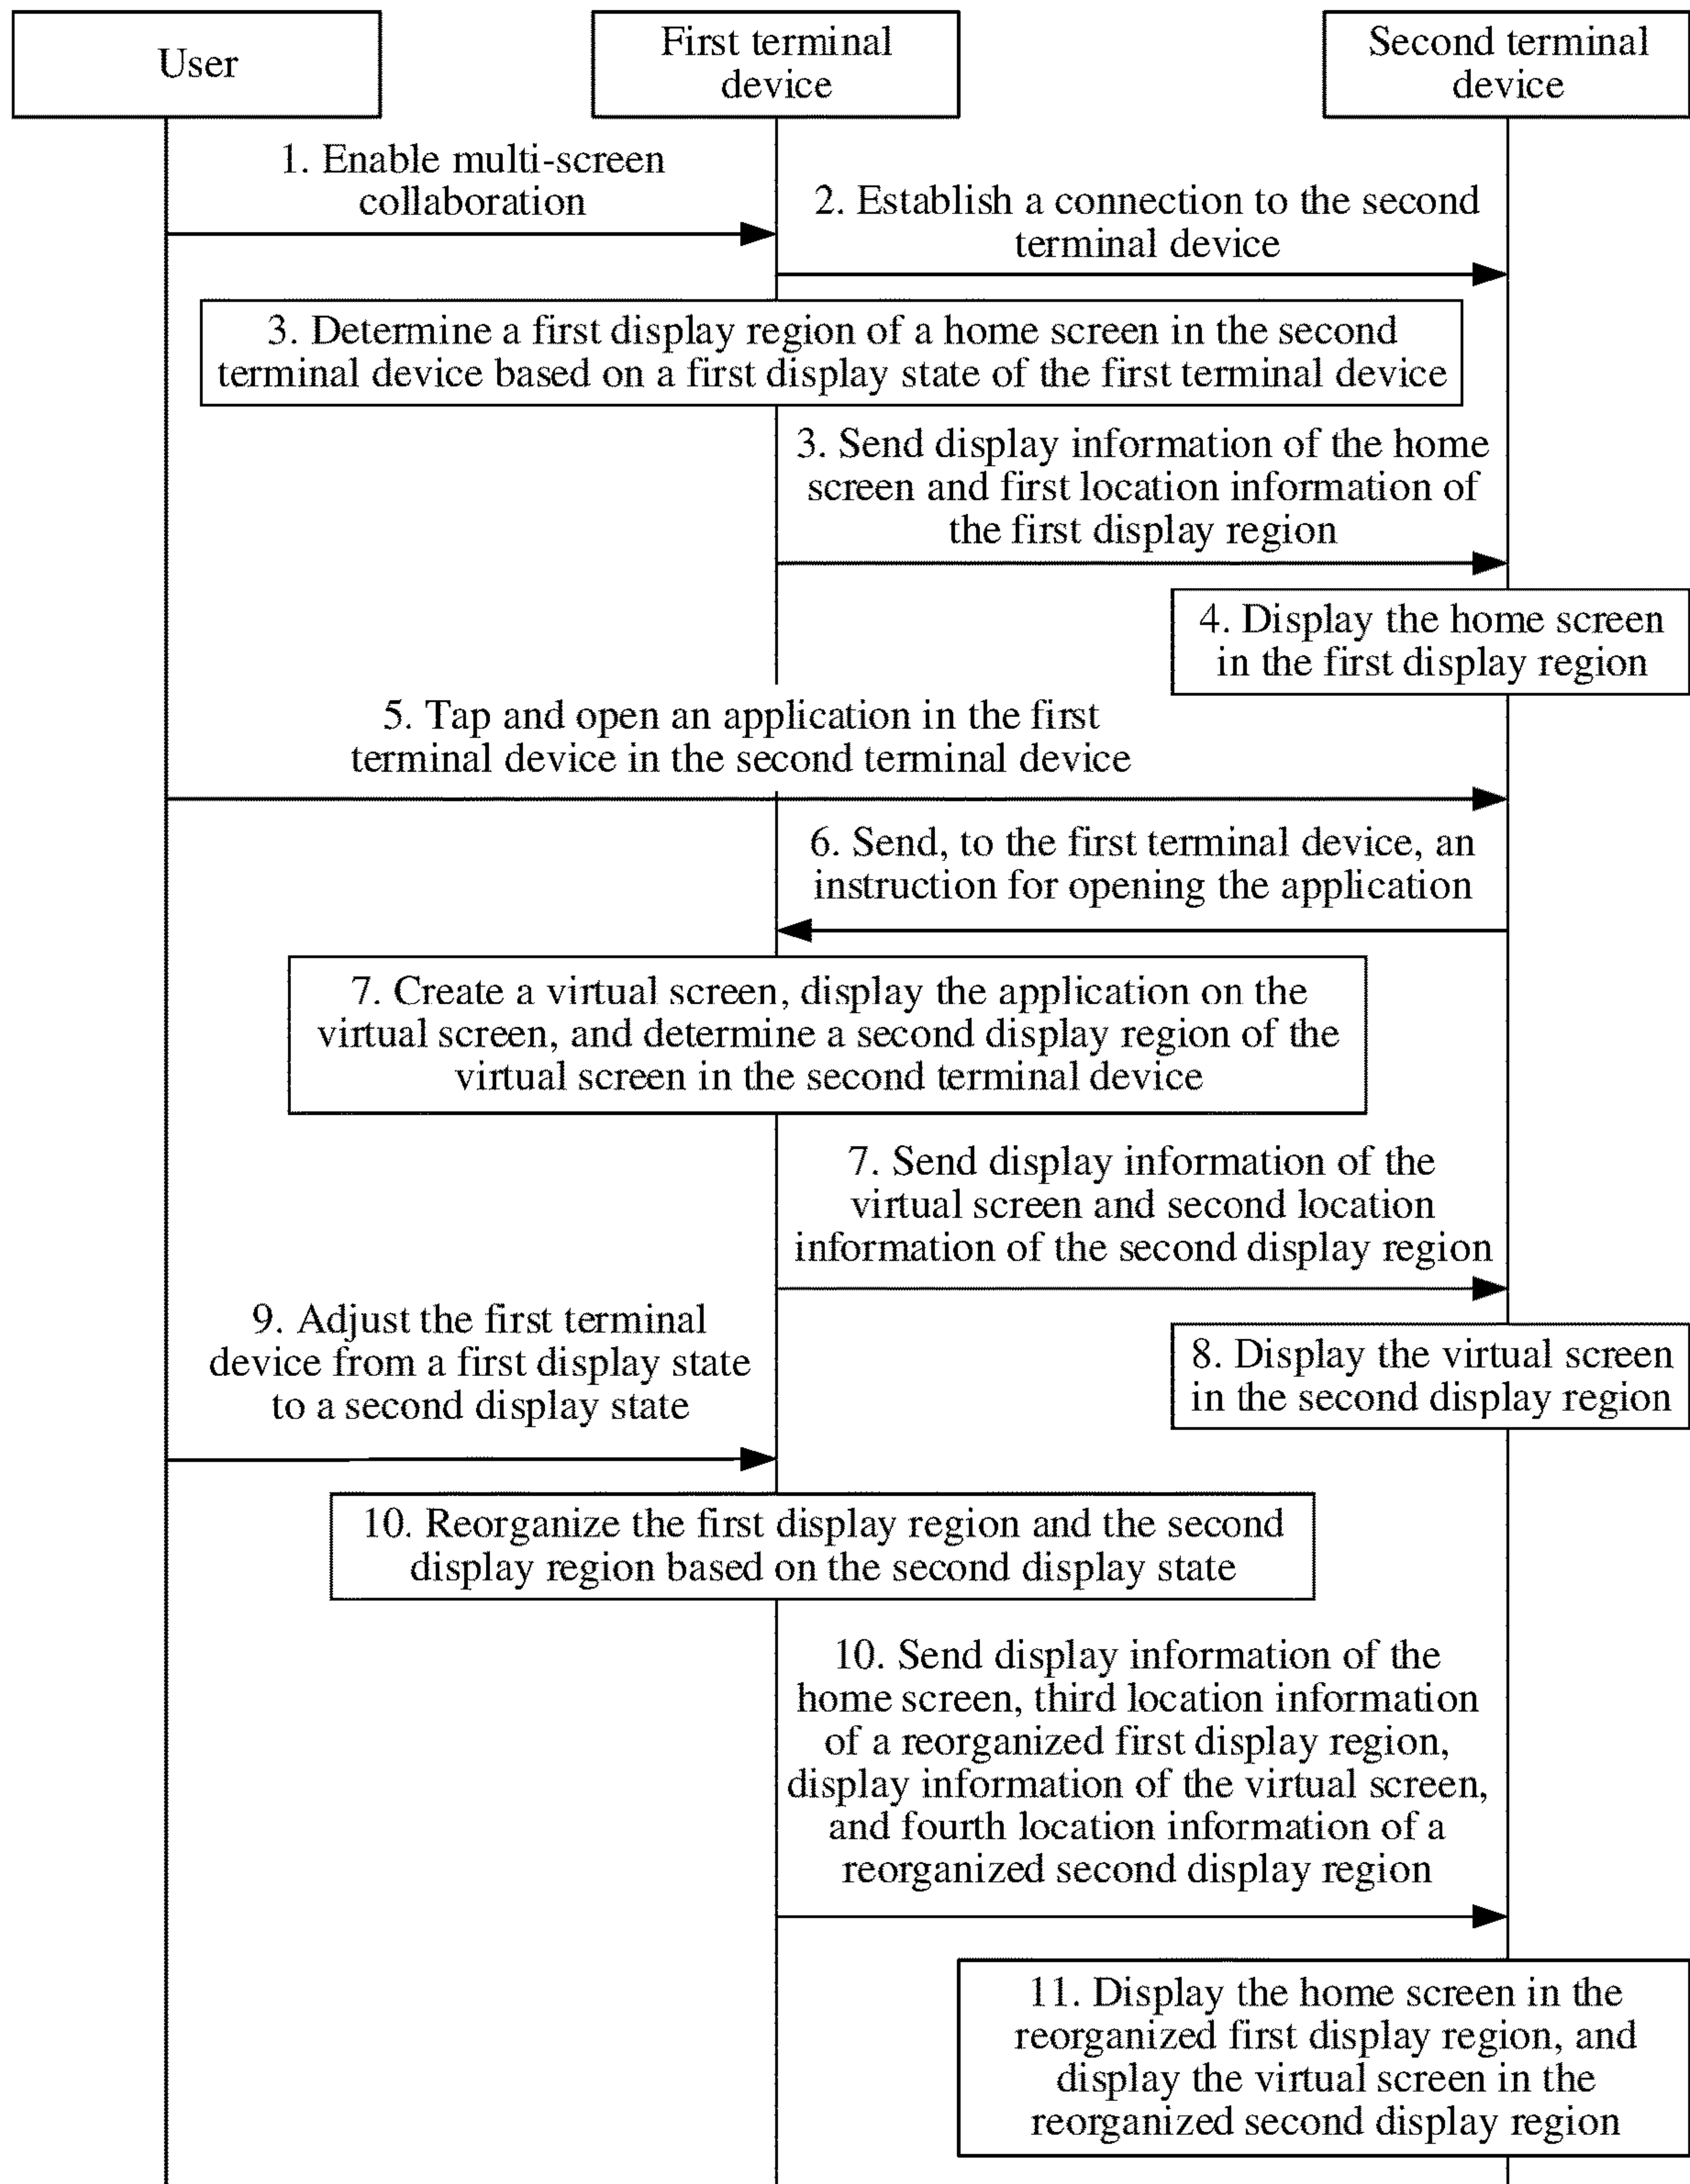 User
First terminal
device
Second terminal
device
1. Enable multi-screen
collaboration
2. Establish a connection to the second
terminal device
3. Determine a first display region of a home screen in the second
terminal device based on a first display state of the first terminal device
3. Send display information of the home
screen and first location information of
the first display region
4. Display the home screen
in the first display region
5. Tap and open an application in the first
terminal device in the second terminal device
6. Send, to the first terminal device, an
instruction for opening the application
7. Create a virtual screen, display the application on the
virtual screen, and determine a second display region of the
virtual screen in the second terminal device
7. Send display information of the
virtual screen and second location
information of the second display region
8. Display the virtual screen
in the second display region
9. Adjust the first terminal
device from a first display state
to a second display state
10. Reorganize the first display region and the second
display region based on the second display state
10. Send display information of the
home screen, third location information
of a reorganized first display region,
display information of the virtual screen,
and fourth location information of a
reorganized second display region
11. Display the home screen in the
reorganized first display region, and
display the virtual screen in the
reorganized second display region